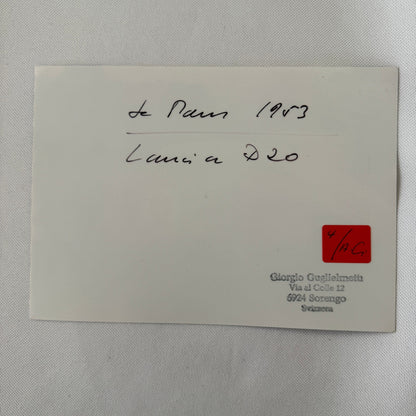 Le Mans 1953
Lancia D20
Giorgio Guglielmetti
Via al Colle 12
6924 Sorengo
Svizzera